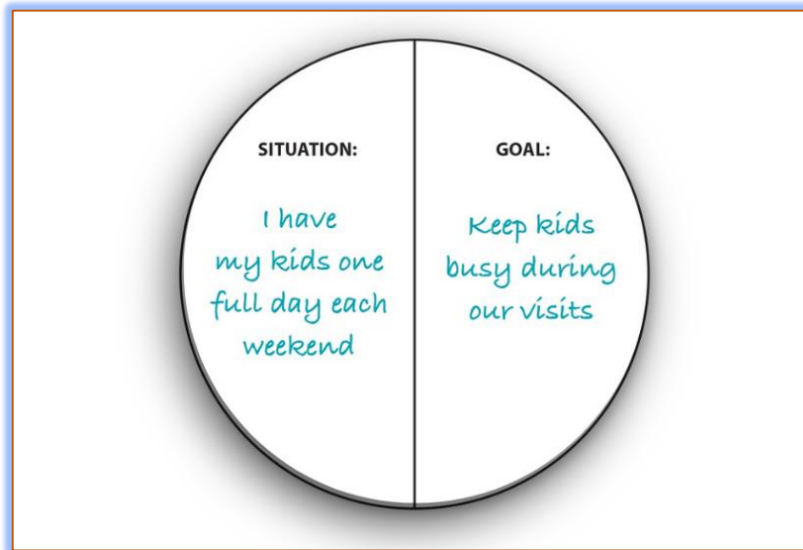 SITUATION:
I have
my kids one
full day each
weekend
GOAL:
Keep kids
busy during
our visits